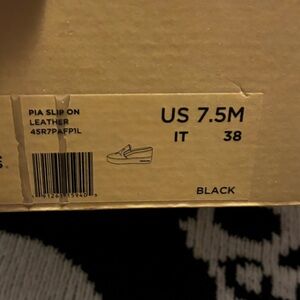 PIA SLIP ON
LEATHER
45R7PAFP1L
US 7.5M
IT 38
BLACK